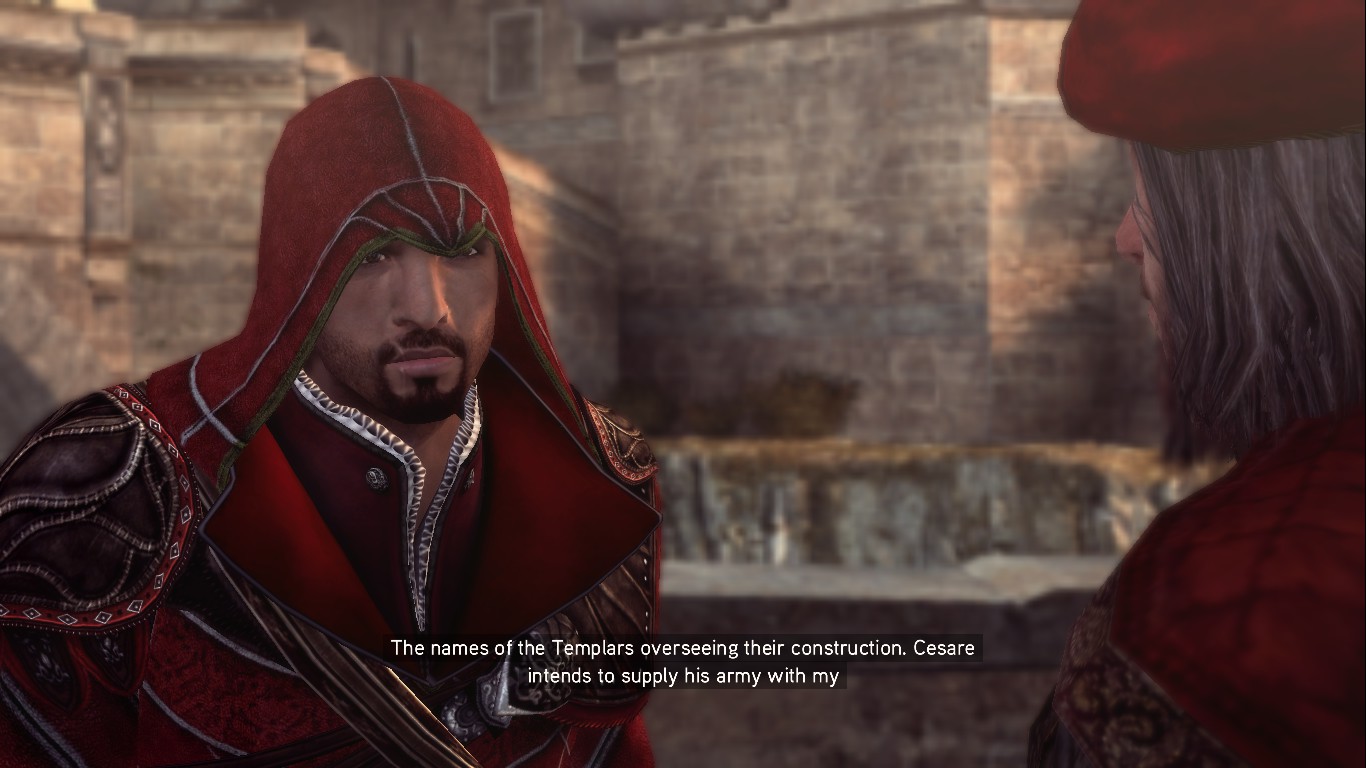 The names of the Templars overseeing their construction. Cesare
intends to supply his army with my